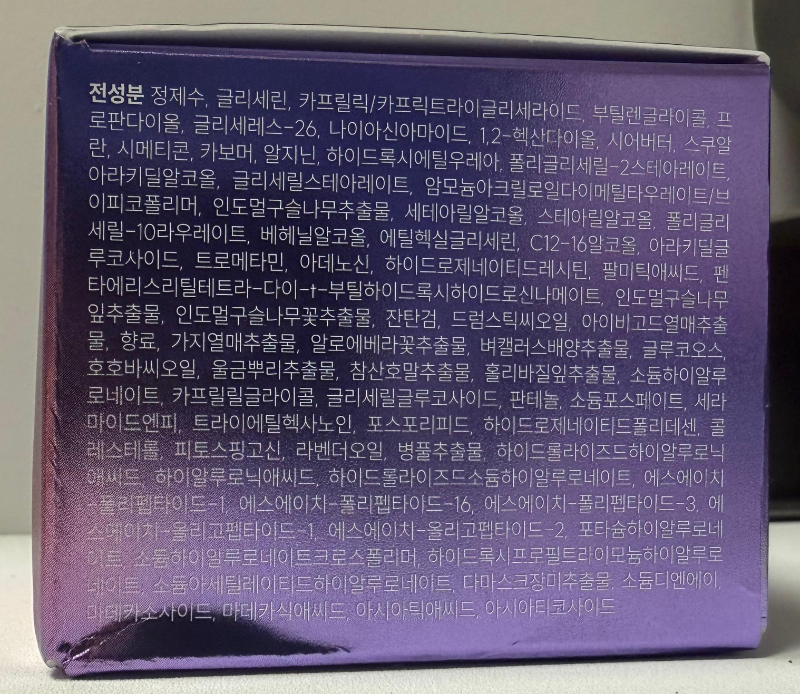 전성분 정제수, 글리세린, 카프릴릭/카프릭트라이글리세라이드, 부틸렌글라이콜, 프
로판다이올, 글리세레스-26, 나이아신아마이드, 1,2-헥산다이올, 시어버터, 스쿠알
란, 시메티콘, 카보머, 알지닌, 하이드록시에틸우레아, 폴리글리세릴-2스테아레이트,
아라키딜알코올, 글리세릴스테아레이트, 암모늄아크릴로일다이메틸타우레이트/브
이피코폴리머, 인도멀구슬나무추출물, 세테아릴알코올, 스테아릴알코올, 폴리글리
세릴-10라우레이트, 베헤닐알코올, 에틸헥실글리세린, C12-16알코올, 아라키딜글
루코사이드, 트로메타민, 아데노신, 하이드로제네이티드레시틴, 팔미틱애씨드, 펜
타에리스리틸테트라-다이-t-부틸하이드록시하이드로신나메이트, 인도멀구슬나무
잎추출물, 인도멀구슬나무꽃추출물, 잔탄검, 드럼스틱씨오일, 아이비고드열매추출
물, 향료, 가지열매추출물, 알로에베라꽃추출물, 벼캘러스배양추출물, 글루코오스,
호호바씨오일, 울금뿌리추출물, 참산호말추출물, 홀리바질잎추출물, 소듐하이알루
로네이트, 카프릴릴글라이콜, 글리세릴글루코사이드, 판테놀, 소듐포스페이트, 세라
마이드엔피, 트라이에틸헥사노인, 포스포리피드, 하이드로제네이티드폴리데센, 콜
레스테롤, 피토스핑고신, 라벤더오일, 병풀추출물, 하이드롤라이즈드하이알루로닉
애씨드, 하이알루로닉애씨드, 하이드롤라이즈드소듐하이알루로네이트, 에스에이치
-폴리펩타이드-1, 에스에이치-폴리펩타이드-16, 에스에이치-폴리펩타이드-3, 에
스에이치-올리고펩타이드-1, 에스에이치-올리고펩타이드-2, 포타슘하이알루로네
이트, 소듐하이알루로네이트크로스폴리머, 하이드록시프로필트라이모늄하이알루로
네이트, 소듐아세틸레이티드하이알루로네이트, 다마스크장미추출물, 소듐디엔에이,
마데카소사이드, 마데카식애씨드, 아시아틱애씨드, 아시아티코사이드